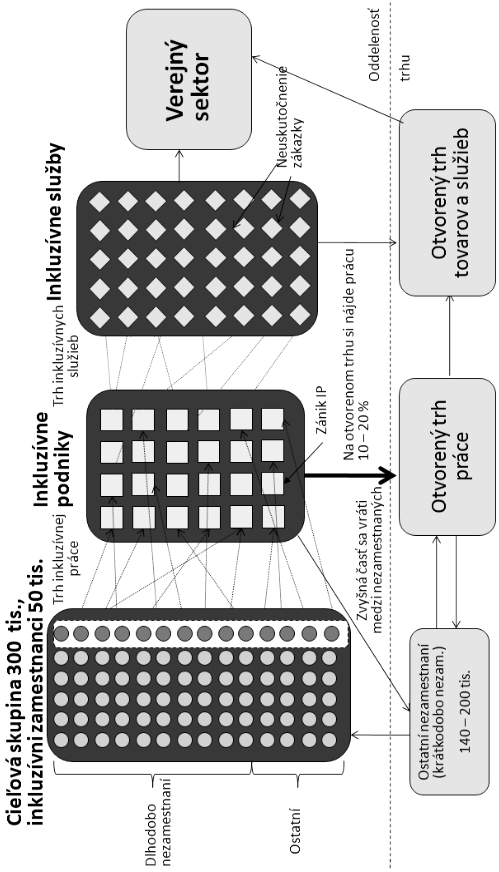 Cieľová skupina 300 tis.,
inkluzívni zamestnanci 50 tis.
Dlhodobo
nezamestnaní
Ostatní
Trh inkluzívnej
práce
Inkluzívne
podniky
Zánik IP
Trh inkluzívnych
služieb
Inkluzívne služby
Neuskutočnenie
zákazky
Verejný
sektor
Zvyšná časť sa vráti
medzi nezamestnaných
Na otvorenom trhu si nájde prácu
10 – 20 %
Oddelenosť
trhu
Ostatní nezamestnaní
(krátkodobo nezam.)
140 – 200 tis.
Otvorený trh
práce
Otvorený trh
tovarov a služieb